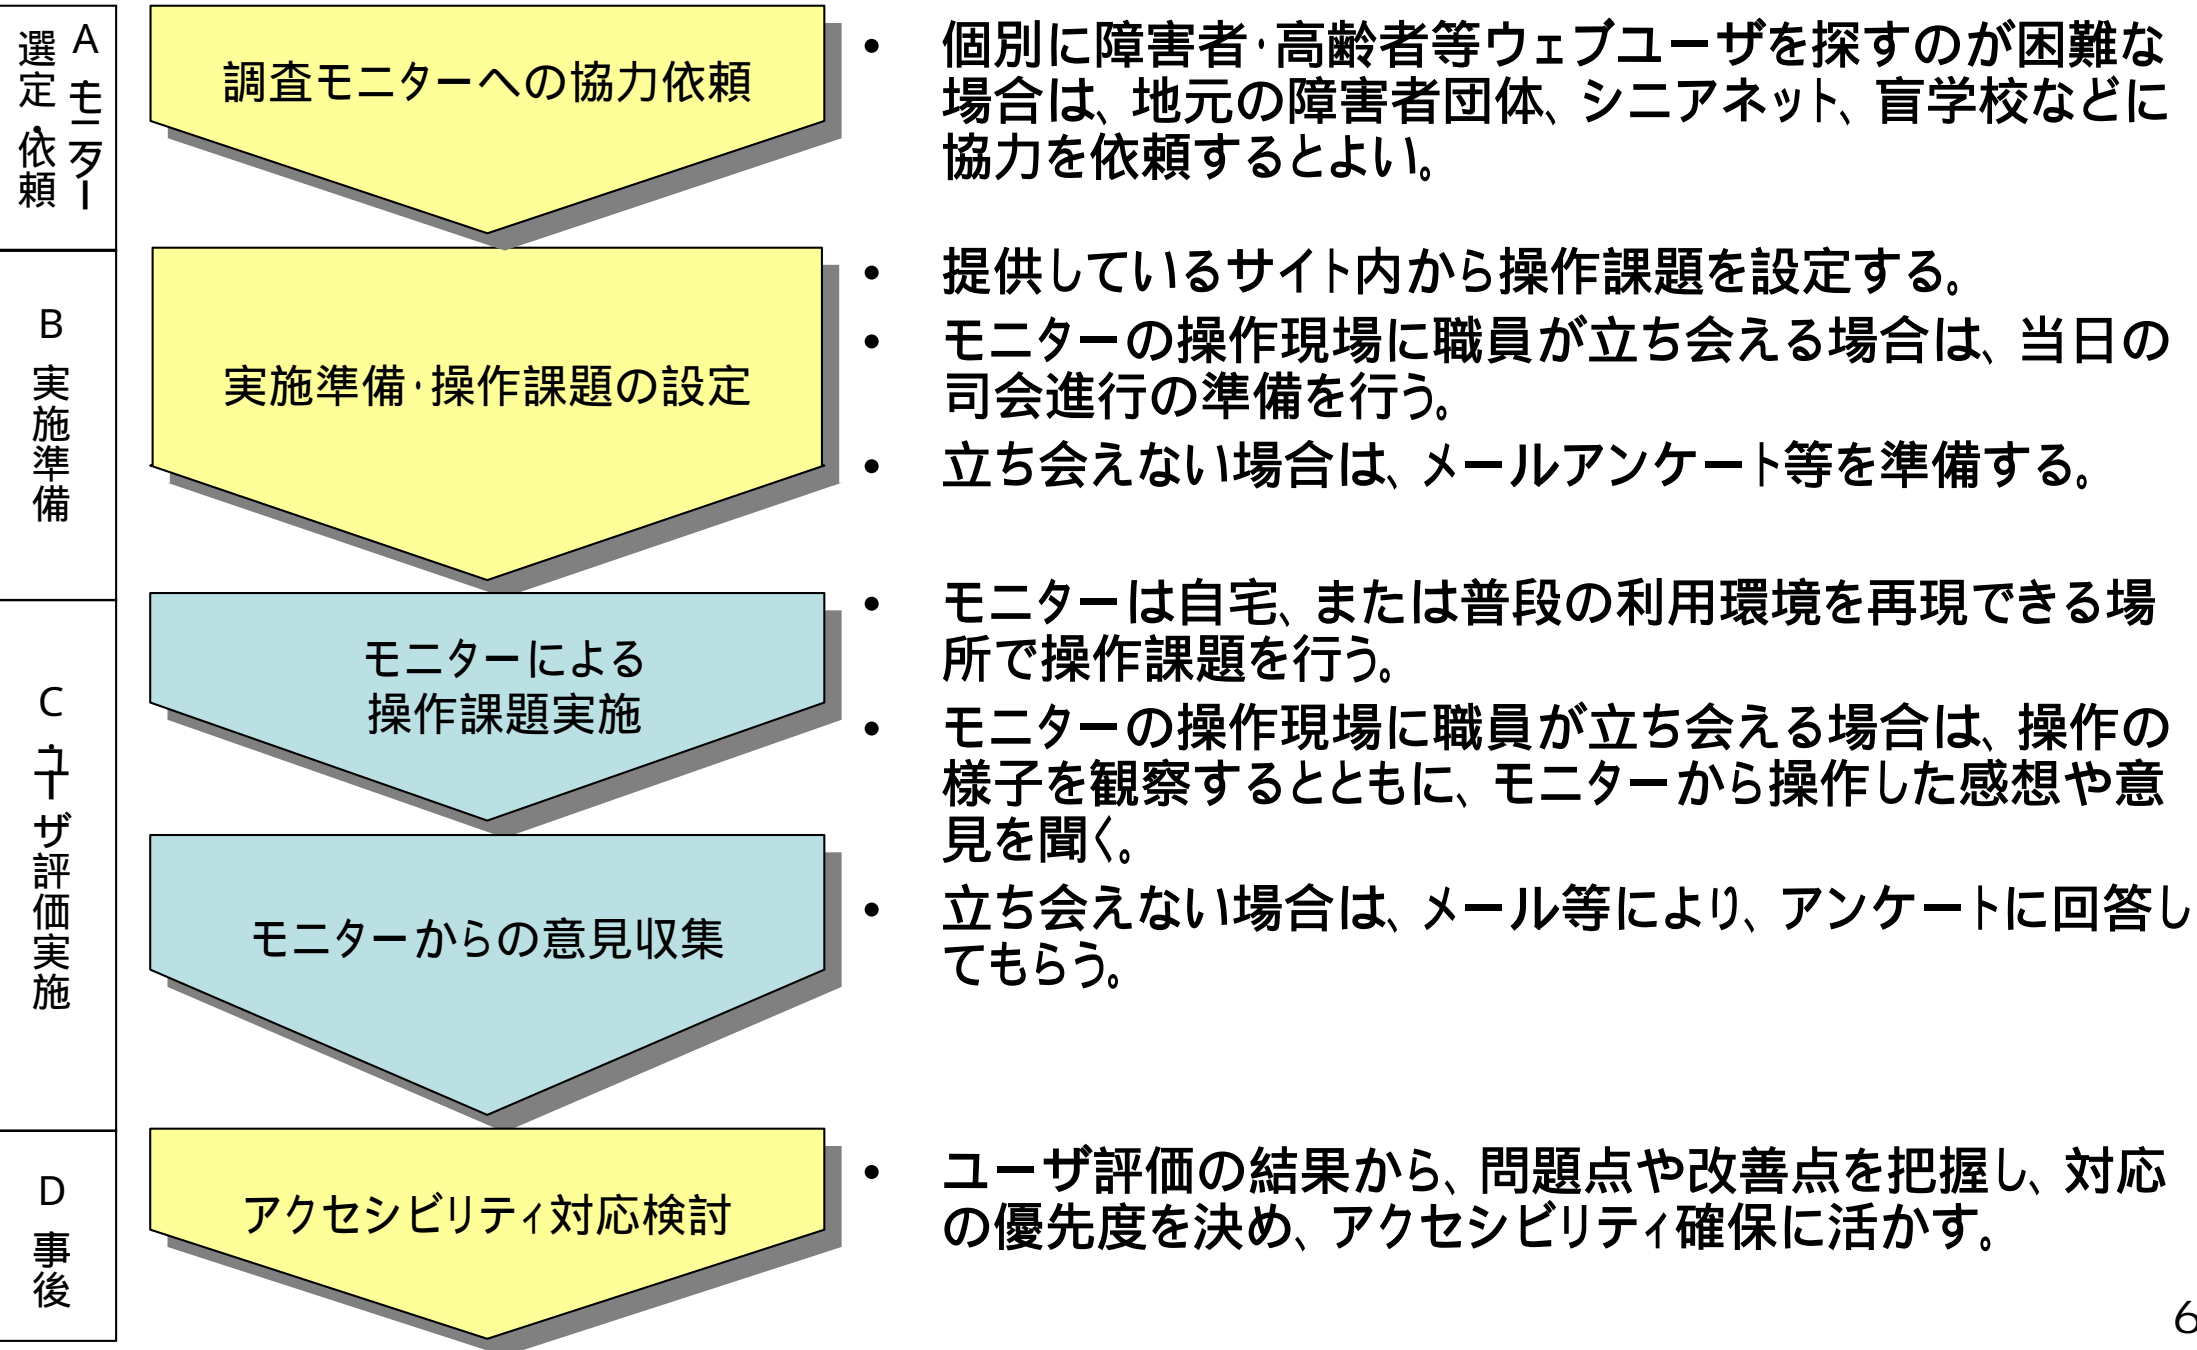 A モニター
選定・依頼
調査モニターへの協力依頼
• 個別に障害者・高齢者等ウェブユーザを探すのが困難な
場合は、地元の障害者団体、シニアネット、盲学校などに
協力を依頼するとよい。
B 実施準備
実施準備・操作課題の設定
• 提供しているサイト内から操作課題を設定する。
• モニターの操作現場に職員が立ち会える場合は、当日の
司会進行の準備を行う。
• 立ち会えない場合は、メールアンケート等を準備する。
C ユーザ評価実施
モニターによる
操作課題実施
• モニターは自宅、または普段の利用環境を再現できる場
所で操作課題を行う。
• モニターの操作現場に職員が立ち会える場合は、操作の
様子を観察するとともに、モニターから操作した感想や意
見を聞く。
モニターからの意見収集
• 立ち会えない場合は、メール等により、アンケートに回答し
てもらう。
D 事後
アクセシビリティ対応検討
• ユーザ評価の結果から、問題点や改善点を把握し、対応
の優先度を決め、アクセシビリティ確保に活かす。
6